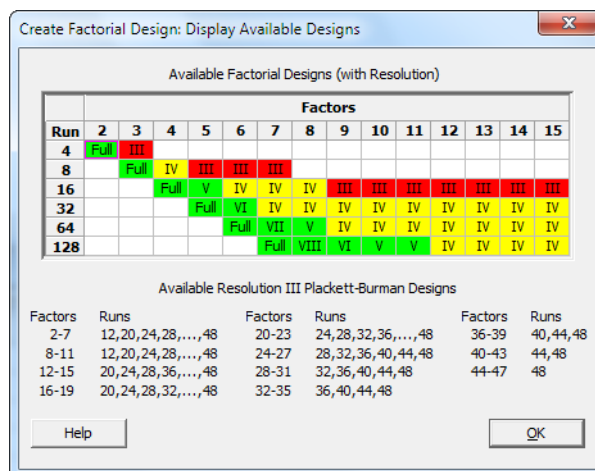 Create Factorial Design: Display Available Designs
Available Factorial Designs (with Resolution)
Factors
Run 2 3 4 5 6 7 8 9 10 11 12 13 14 15
4 Full III
8 Full IV III III III
16 Full V IV IV IV III III III III III III III
32 Full VI IV IV IV IV IV IV IV IV IV
64 Full VII V IV IV IV IV IV IV IV
128 Full VIII VI V V IV IV IV IV
Available Resolution III Plackett-Burman Designs
Factors Runs Factors Runs Factors Runs
2-7 12,20,24,28,...,48 20-23 24,28,32,36,...,48 36-39 40,44,48
8-11 12,20,24,28,...,48 24-27 28,32,36,40,44,48 40-43 44,48
12-15 20,24,28,36,...,48 28-31 32,36,40,44,48 44-47 48
16-19 20,24,28,32,...,48 32-35 36,40,44,48
Help OK